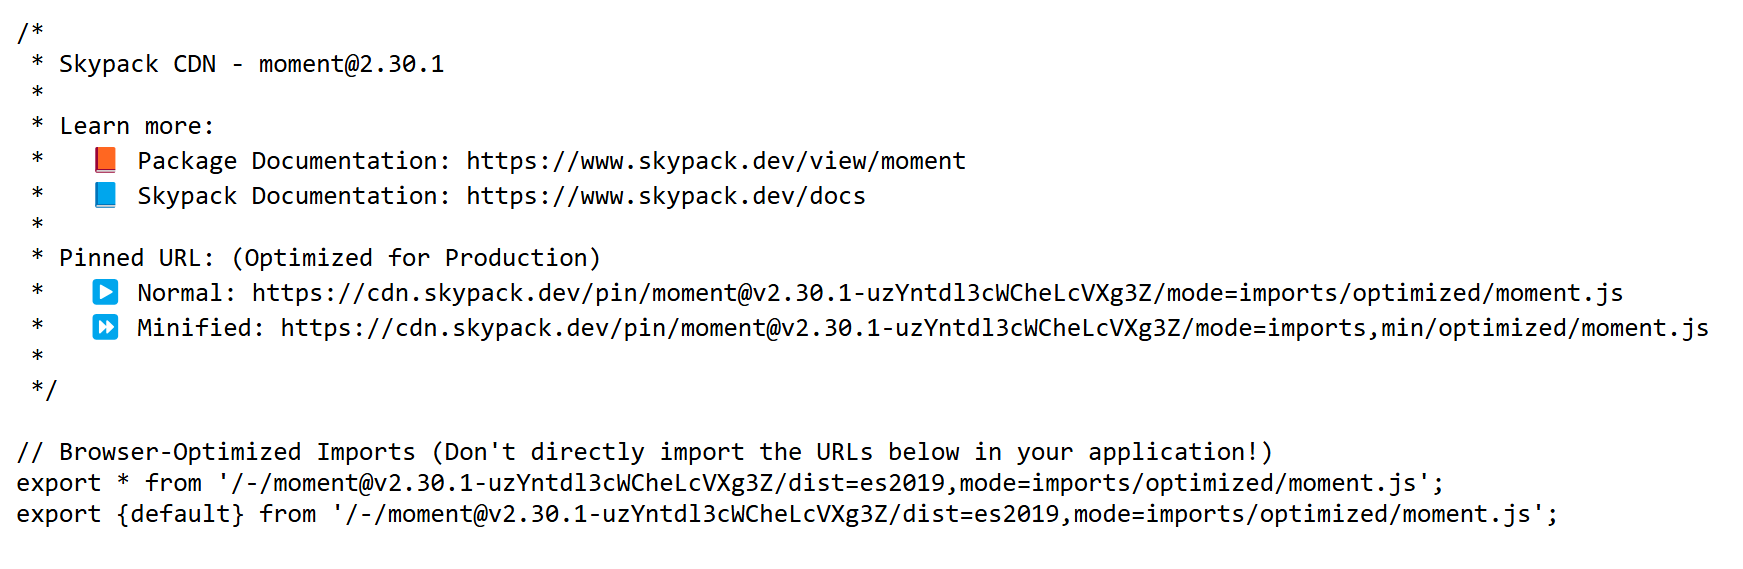 /*
 * Skypack CDN - moment@2.30.1
 *
 * Learn more:
 *   📙 Package Documentation: https://www.skypack.dev/view/moment
 *   📘 Skypack Documentation: https://www.skypack.dev/docs
 *
 * Pinned URL: (Optimized for Production)
 *   ▶️ Normal: https://cdn.skypack.dev/pin/moment@v2.30.1-uzYntdl3cWCheLcVXg3Z/mode=imports/optimized/moment.js
 *   ⏩ Minified: https://cdn.skypack.dev/pin/moment@v2.30.1-uzYntdl3cWCheLcVXg3Z/mode=imports,min/optimized/moment.js
 *
 */

// Browser-Optimized Imports (Don't directly import the URLs below in your application!)
export * from '/-/moment@v2.30.1-uzYntdl3cWCheLcVXg3Z/dist=es2019,mode=imports/optimized/moment.js';
export {default} from '/-/moment@v2.30.1-uzYntdl3cWCheLcVXg3Z/dist=es2019,mode=imports/optimized/moment.js';